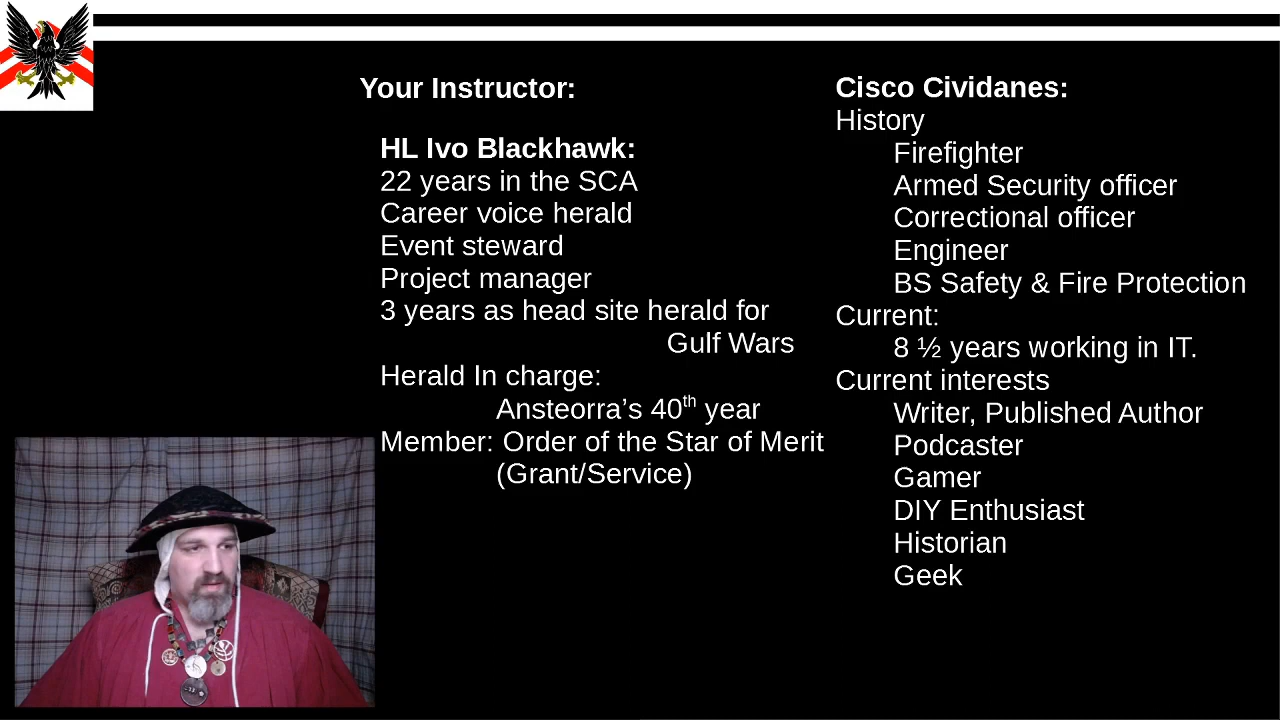 Your Instructor:
HL Ivo Blackhawk:
22 years in the SCA
Career voice herald
Event steward
Project manager
3 years as head site herald for
Gulf Wars
Herald In charge:
Ansteorra’s 40th year
Member: Order of the Star of Merit
(Grant/Service)
Cisco Cividanes:
History
Firefighter
Armed Security officer
Correctional officer
Engineer
BS Safety & Fire Protection
Current:
8 ½ years working in IT.
Current interests
Writer, Published Author
Podcaster
Gamer
DIY Enthusiast
Historian
Geek